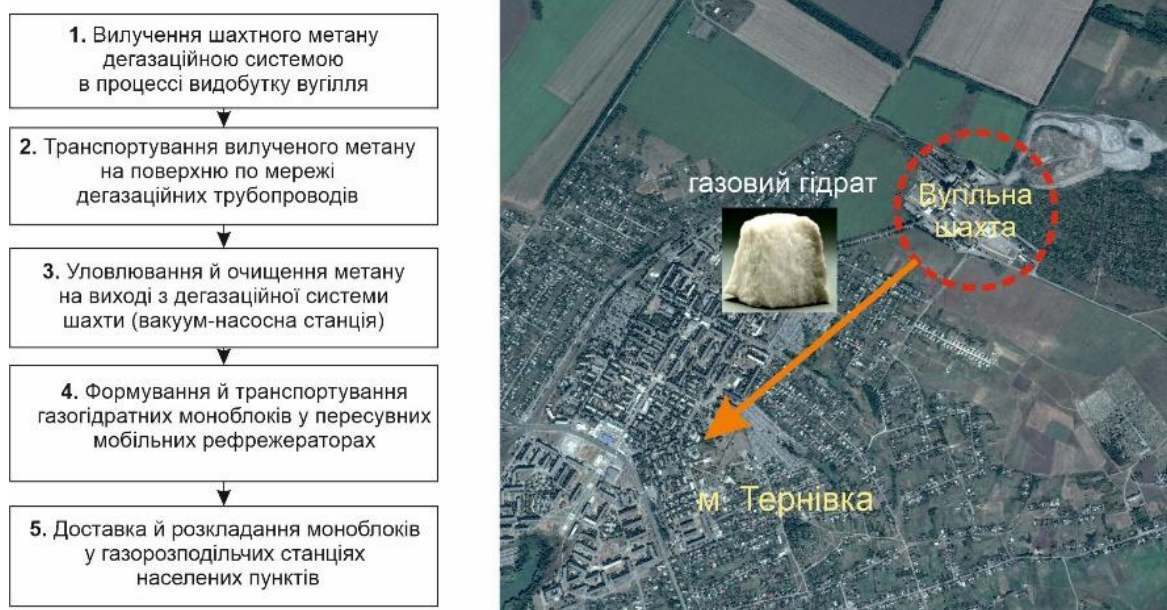 1. Вилучення шахтного метану
дегазаційною системою
в процессі видобутку вугілля
2. Транспортування вилученого метану
на поверхню по мережі
дегазаційних трубопроводів
3. Уловлювання й очищення метану
на виході з дегазаційної системи
шахти (вакуум-насосна станція)
4. Формування й транспортування
газогідратних моноблоків у пересувних
мобільних рефрежераторах
5. Доставка й розкладання моноблоків
у газорозподільчих станціях
населених пунктів
газовий гідрат
Вугільна
шахта
м. Тернівка